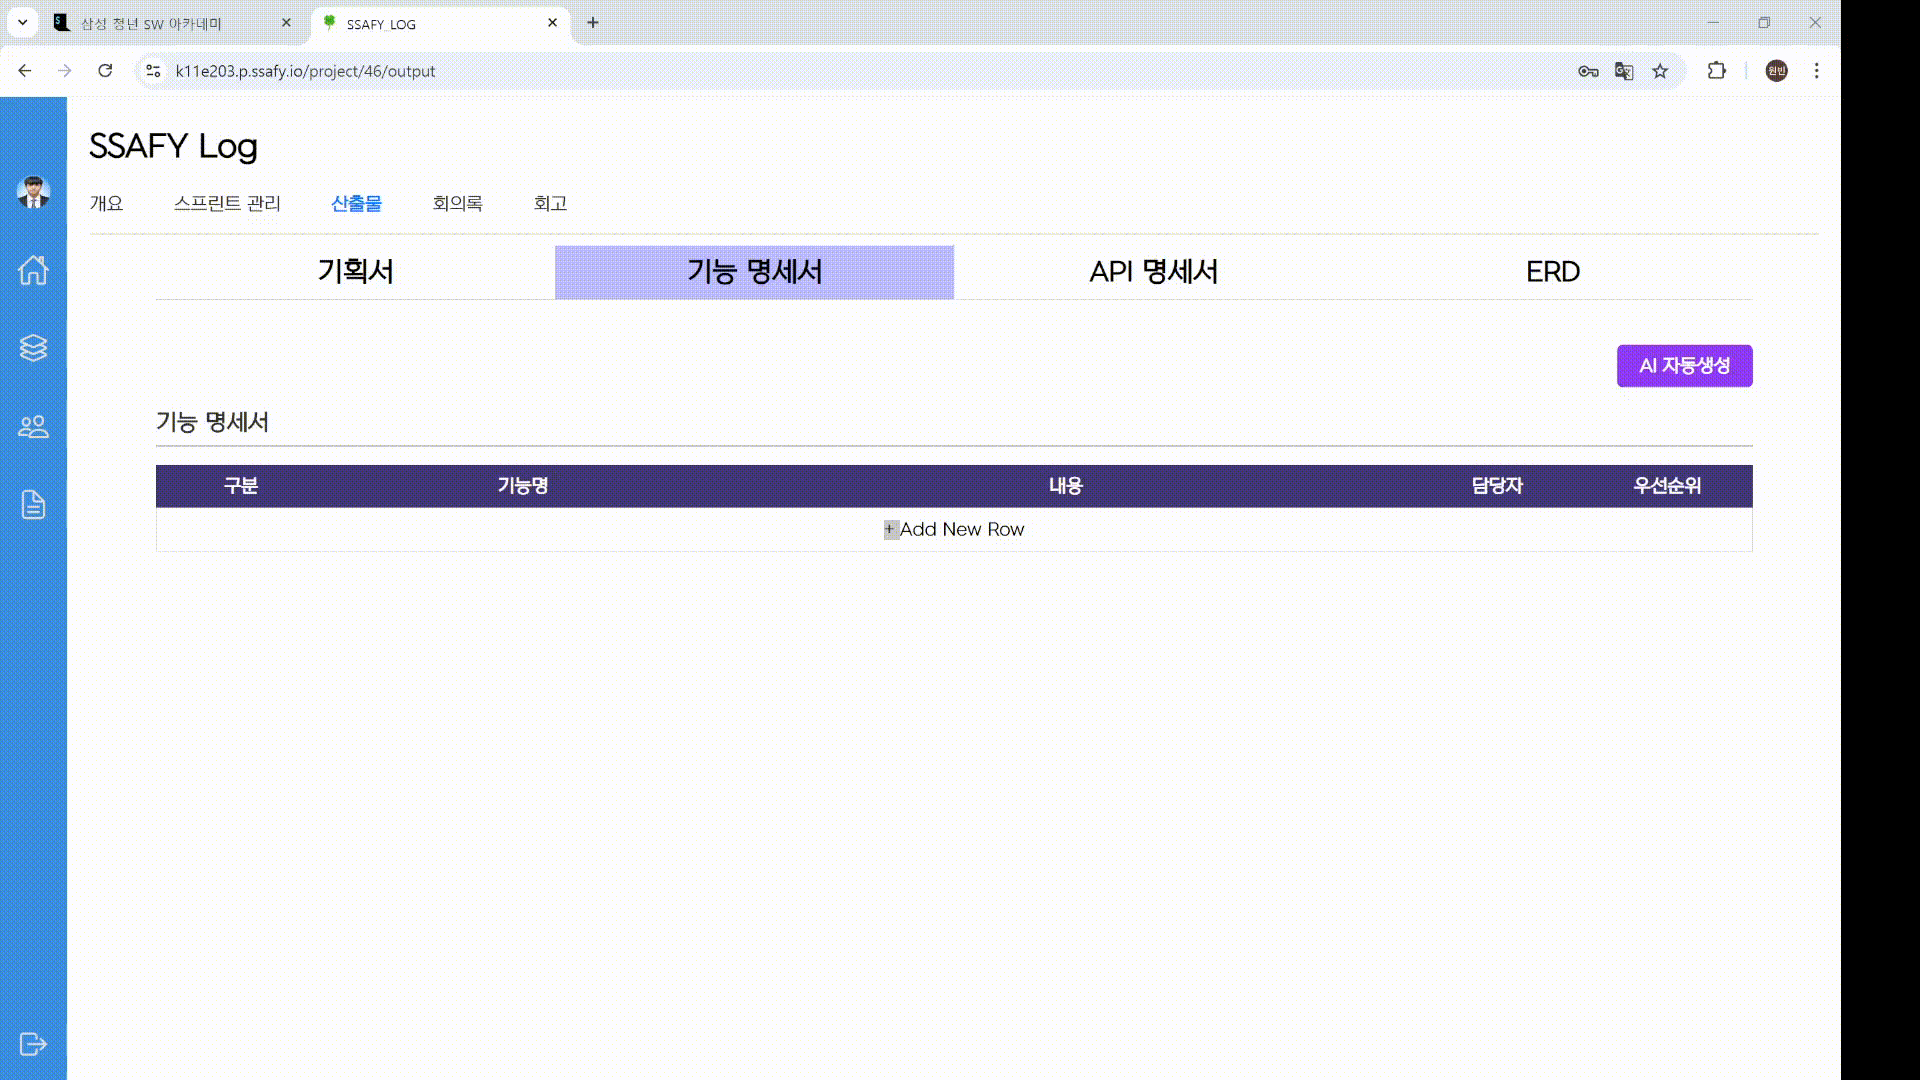 삼성 청년 SW 아카데미
SSAFY_LOG
k11e203.p.ssafy.io/project/46/output
원빈
SSAFY Log
개요 스프린트 관리 산출물 회의록 회고
기획서 기능 명세서 API 명세서 ERD
AI 자동생성
기능 명세서
구분 기능명 내용 담당자 우선순위
+ Add New Row